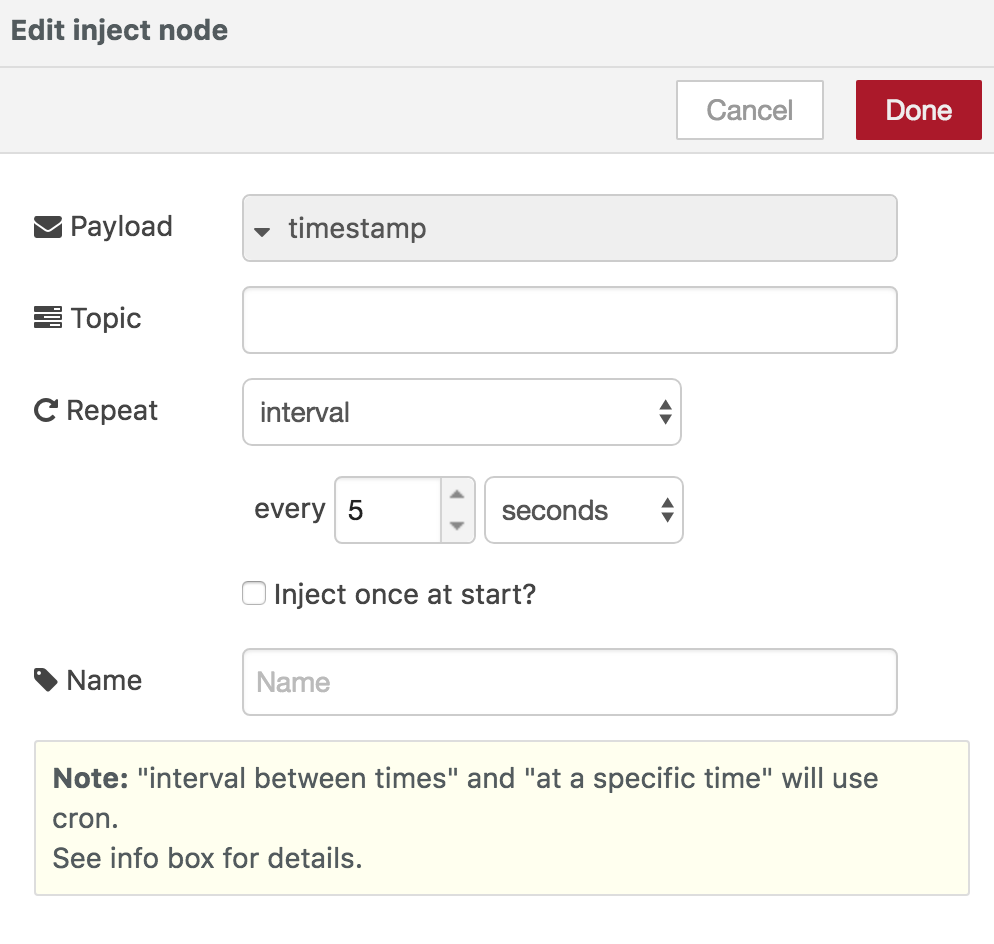 Edit inject node
Cancel Done
Payload timestamp
Topic
Repeat interval
every 5 seconds
Inject once at start?
Name Name
Note: "interval between times" and "at a specific time" will use
cron.
See info box for details.